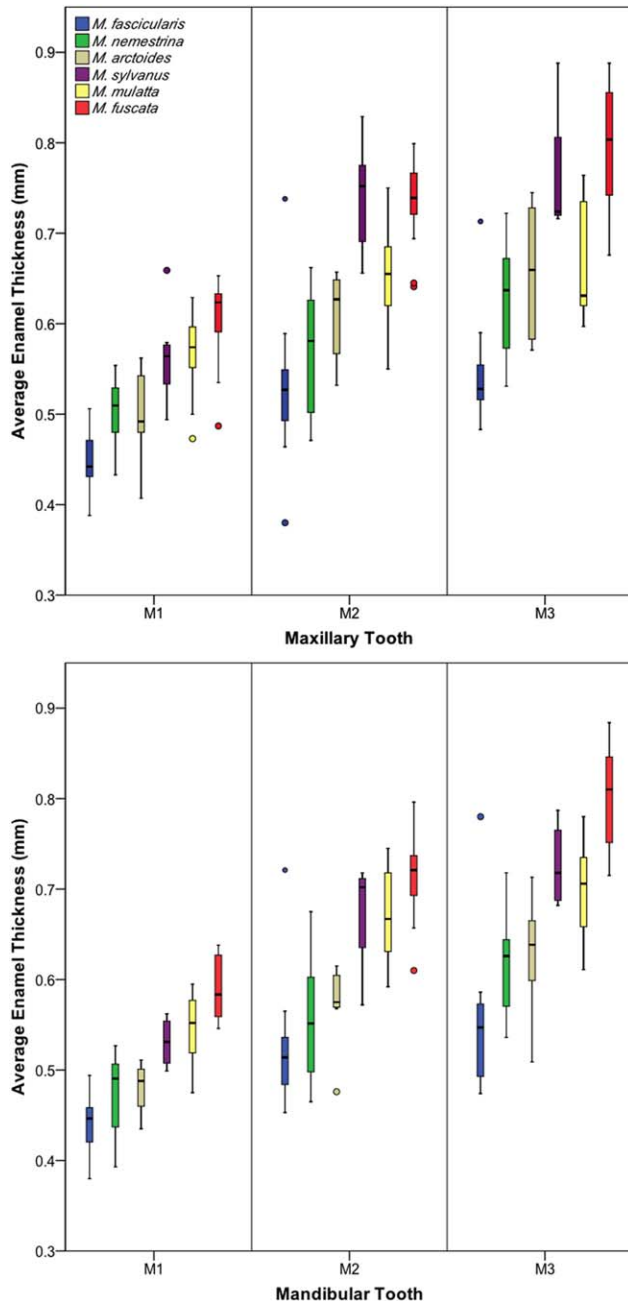 M. fascicularis
M. nemestrina
M. arctoides
M. sylvanus
M. mulatta
M. fuscata
Average Enamel Thickness (mm)
0.9
0.8
0.7
0.6
0.5
0.4
0.3
M1 M2 M3
Maxillary Tooth
Average Enamel Thickness (mm)
0.9
0.8
0.7
0.6
0.5
0.4
0.3
M1 M2 M3
Mandibular Tooth